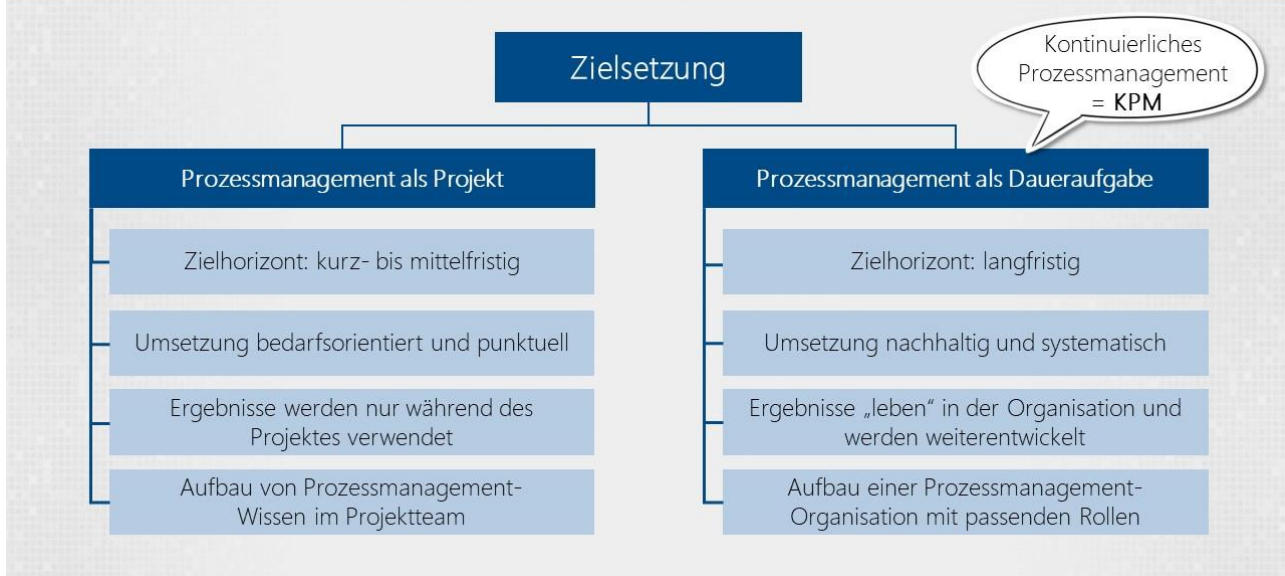 Zielsetzung
Kontinuierliches
Prozessmanagement
= KPM
Prozessmanagement als Projekt
Zielhorizont: kurz- bis mittelfristig
Umsetzung bedarfsorientiert und punktuell
Ergebnisse werden nur während des
Projektes verwendet
Aufbau von Prozessmanagement-
Wissen im Projektteam
Prozessmanagement als Daueraufgabe
Zielhorizont: langfristig
Umsetzung nachhaltig und systematisch
Ergebnisse „leben“ in der Organisation und
werden weiterentwickelt
Aufbau einer Prozessmanagement-
Organisation mit passenden Rollen